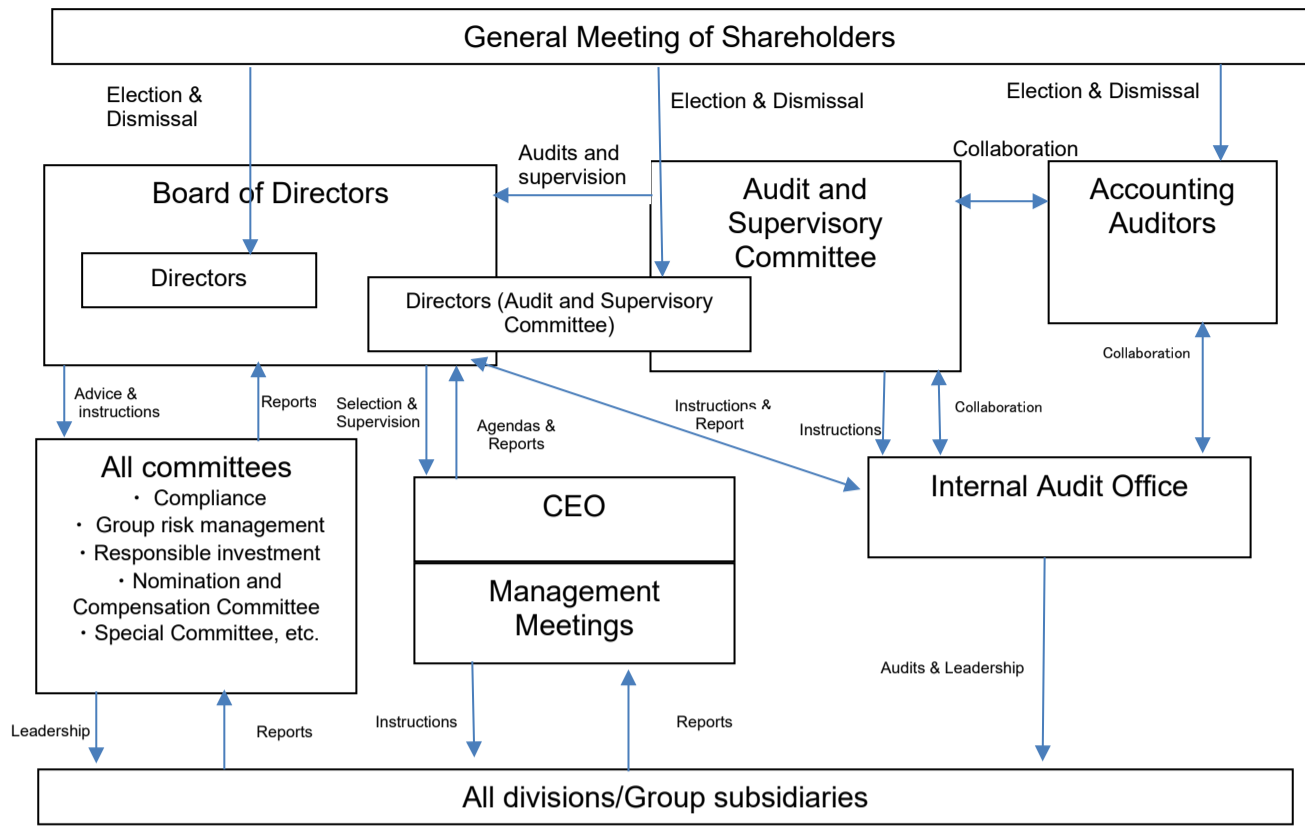 General Meeting of Shareholders
Election &
Dismissal
Election & Dismissal
Election & Dismissal
Audits and
supervision
Collaboration
Board of Directors
Audit and
Supervisory
Committee
Accounting
Auditors
Directors
Directors (Audit and Supervisory
Committee)
Collaboration
Advice &
instructions
Reports
Selection &
Supervision
Agendas &
Reports
Instructions &
Report
Instructions
Collaboration
All committees
・ Compliance
・ Group risk management
・Responsible investment
・Nomination and
Compensation Committee
・Special Committee, etc.
CEO
Management
Meetings
Internal Audit Office
Audits & Leadership
Leadership
Reports
Instructions
Reports
All divisions/Group subsidiaries